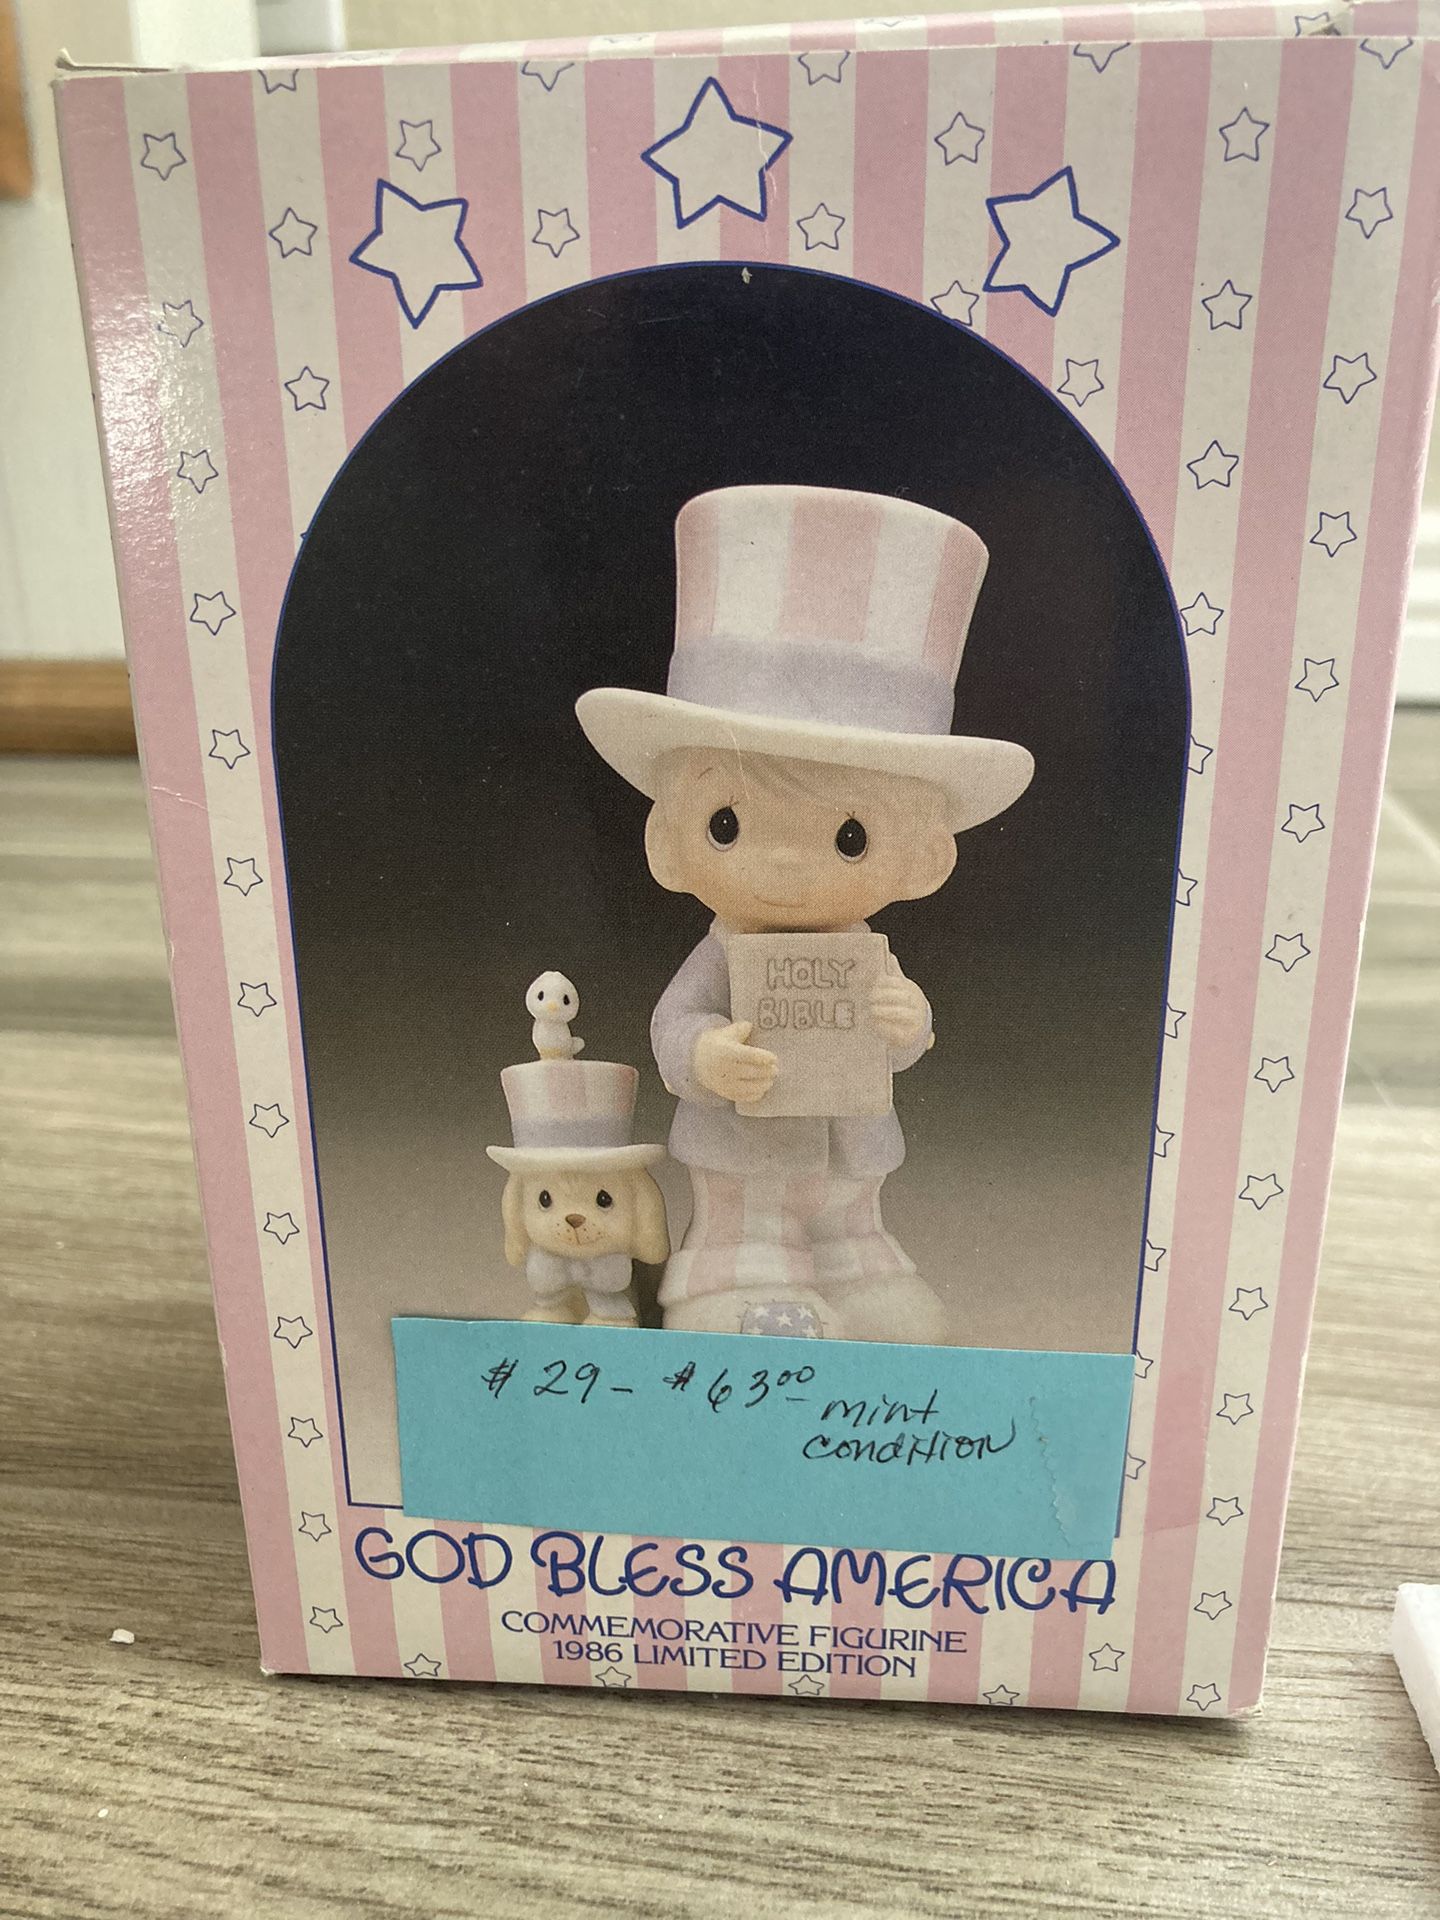 HOLY
BIBLE
$29 – $63.00 mint
condition
GOD BLESS AMERICA
COMMEMORATIVE FIGURINE
1986 LIMITED EDITION